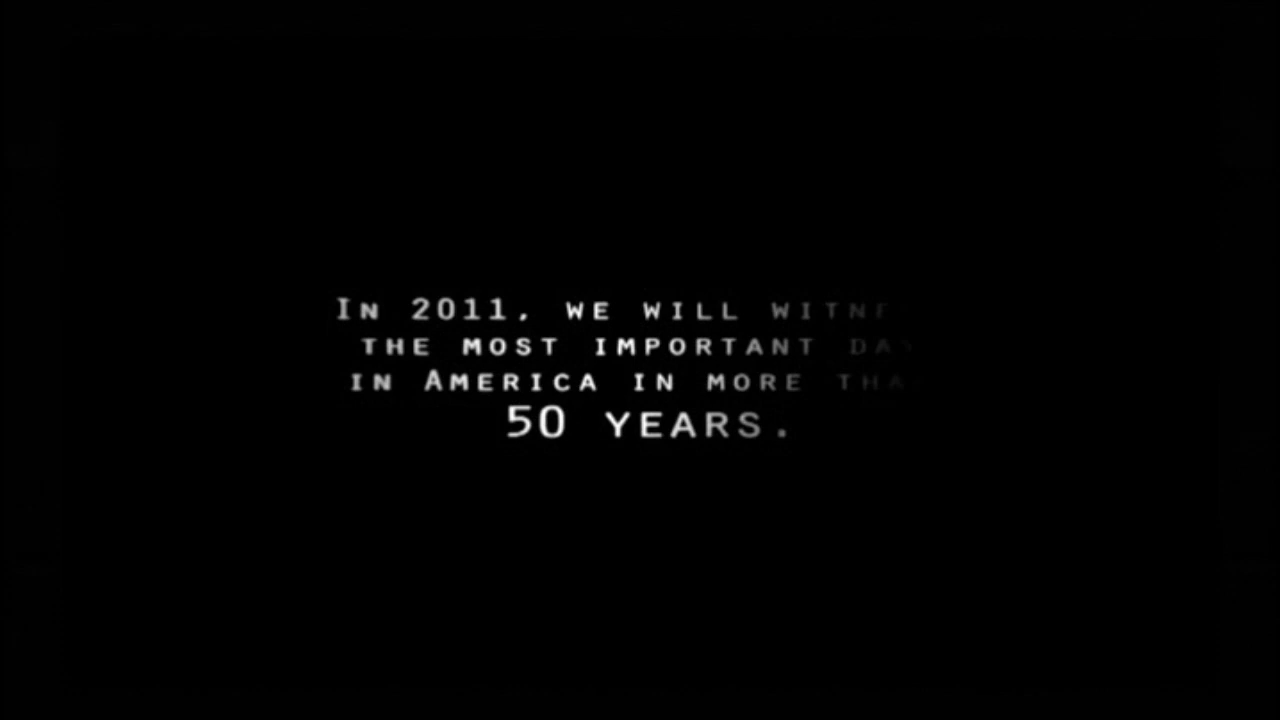 In 2011, we will
the most important
in America in more
50 years.